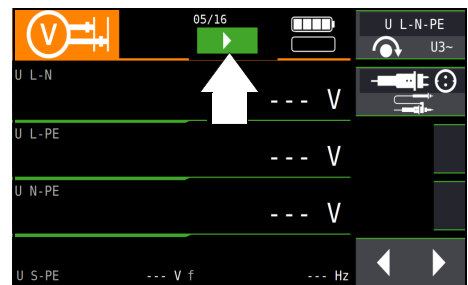 V
05/16
U L-N-PE
U3~
U L-N
--- V
U L-PE
--- V
U N-PE
--- V
U S-PE --- V f --- Hz